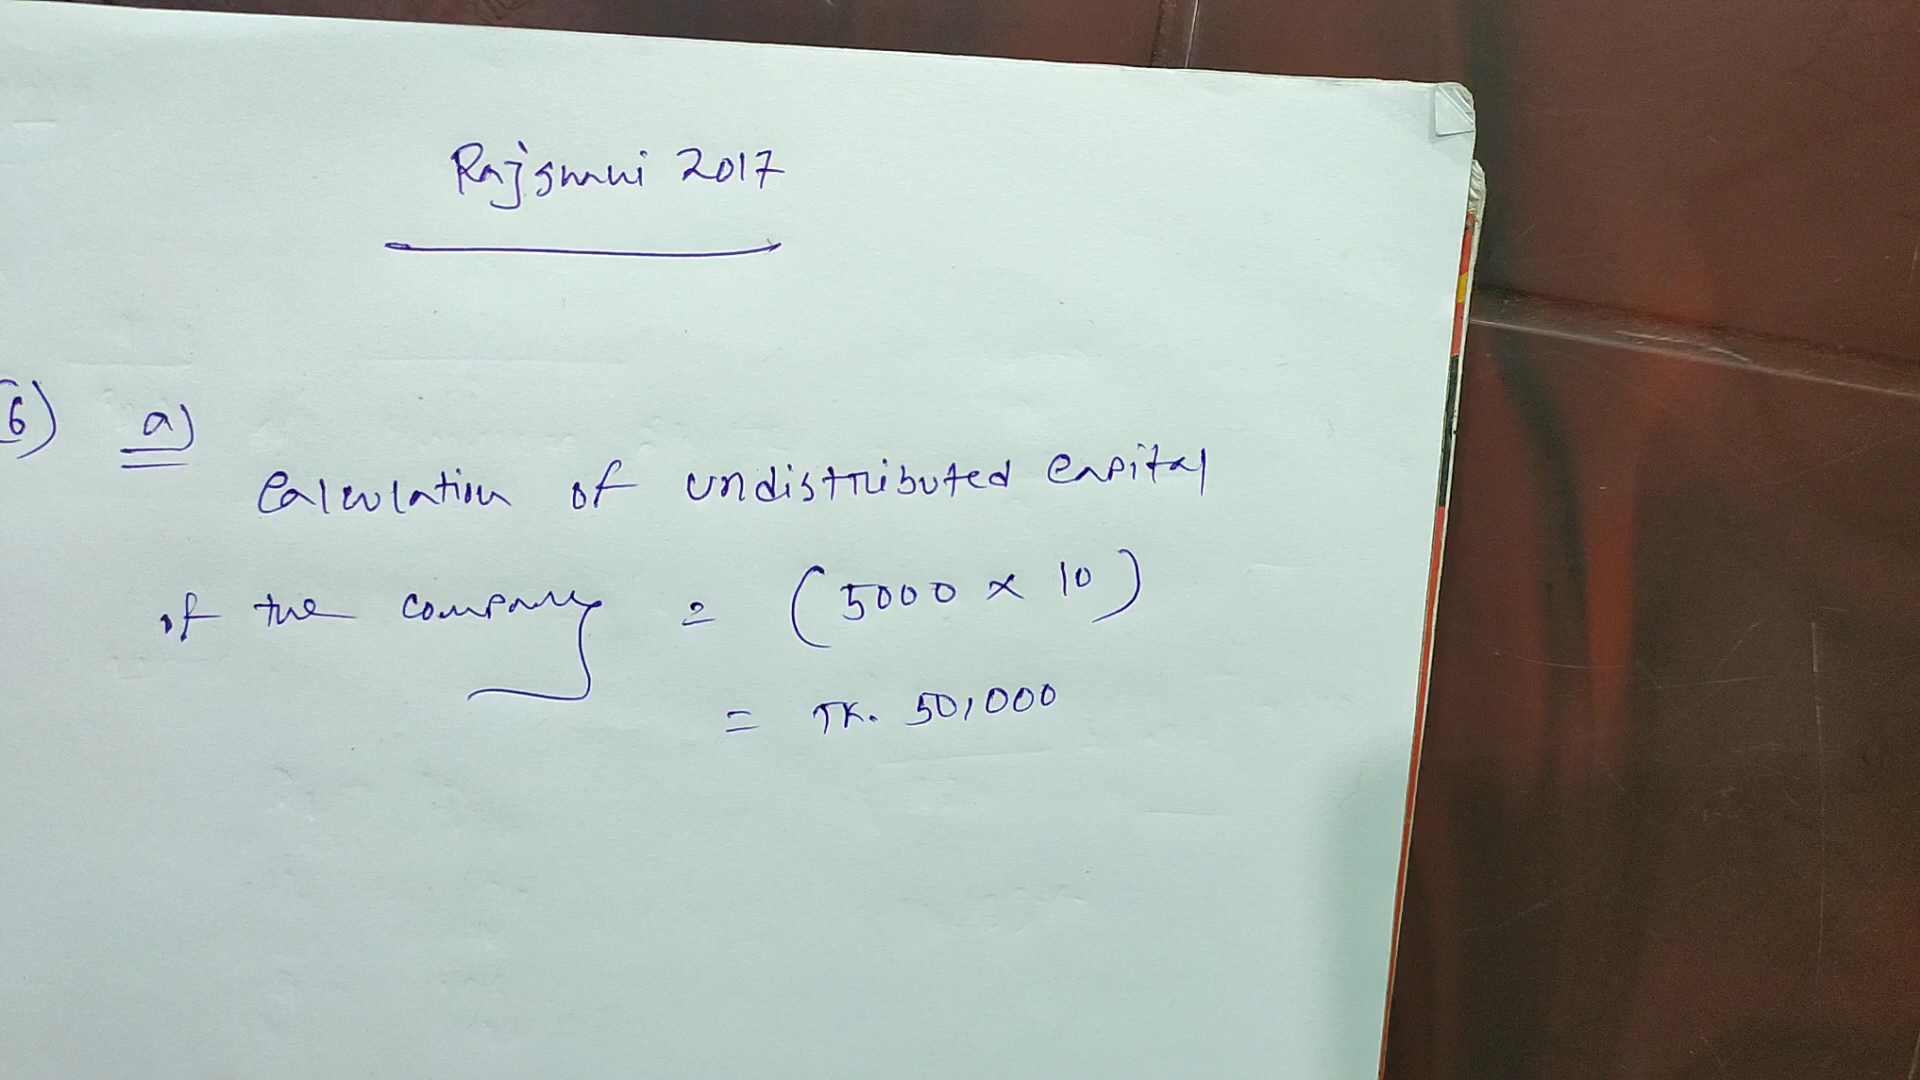 Rajshahi 2017
6) a)
Calculation of undistributed capital
of the company = (5000 × 10)
= TK. 50,000